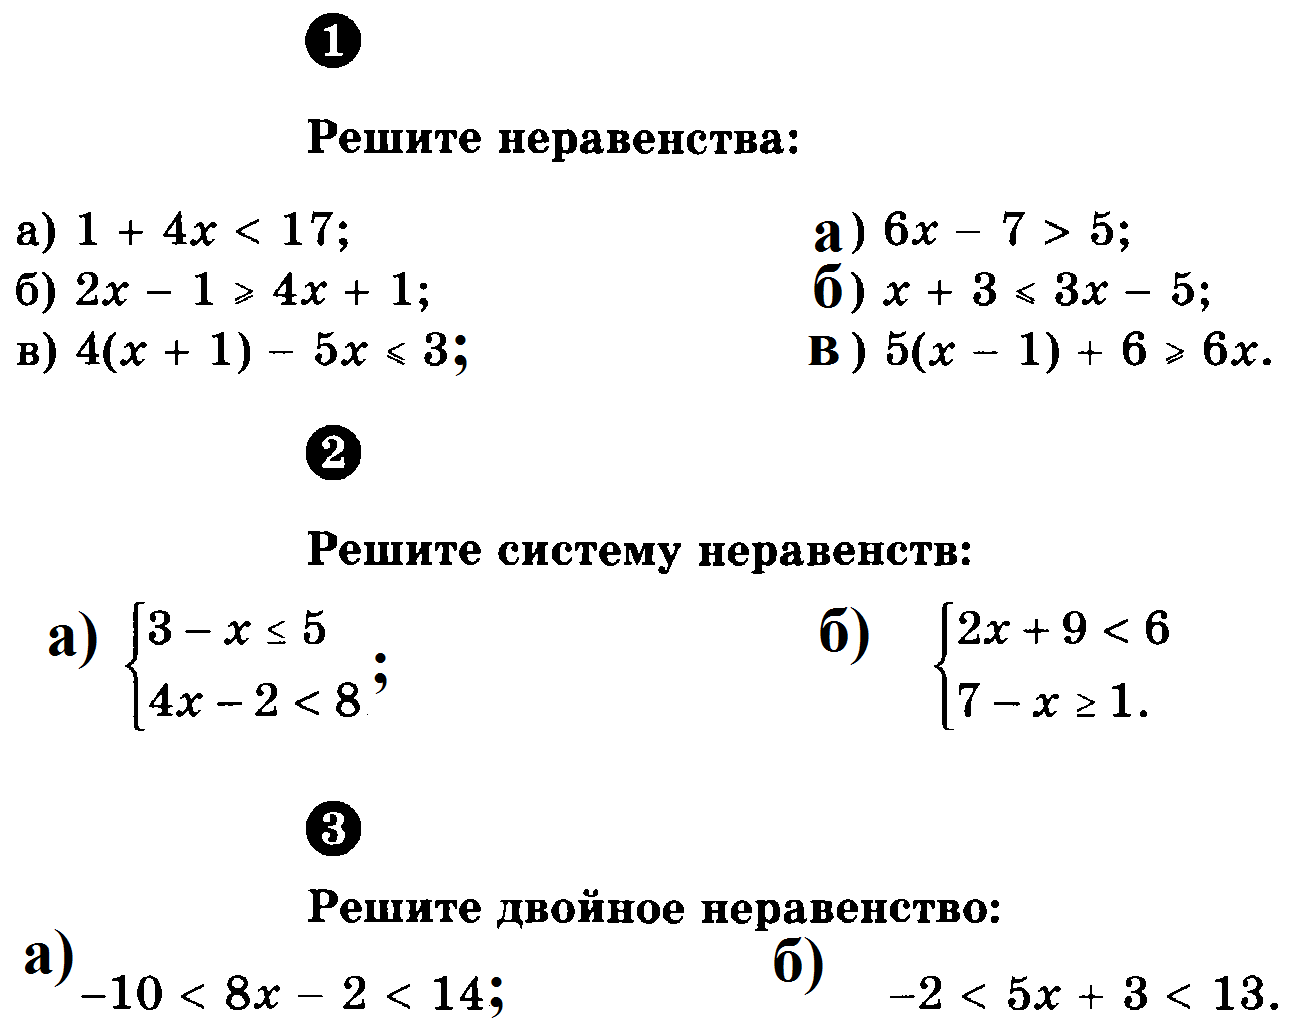 1
Решите неравенства:
а) 1 + 4x < 17;
а) 6x − 7 > 5;
б) 2x − 1 ⩾ 4x + 1;
б) x + 3 ⩽ 3x − 5;
в) 4(x + 1) − 5x ⩽ 3;
в) 5(x − 1) + 6 ⩾ 6x.
2
Решите систему неравенств:
а) {3 − x ≤ 5
4x − 2 < 8 ;
б) {2x + 9 < 6
7 − x ≥ 1.
3
Решите двойное неравенство:
а) −10 < 8x − 2 < 14;
б) −2 < 5x + 3 < 13.